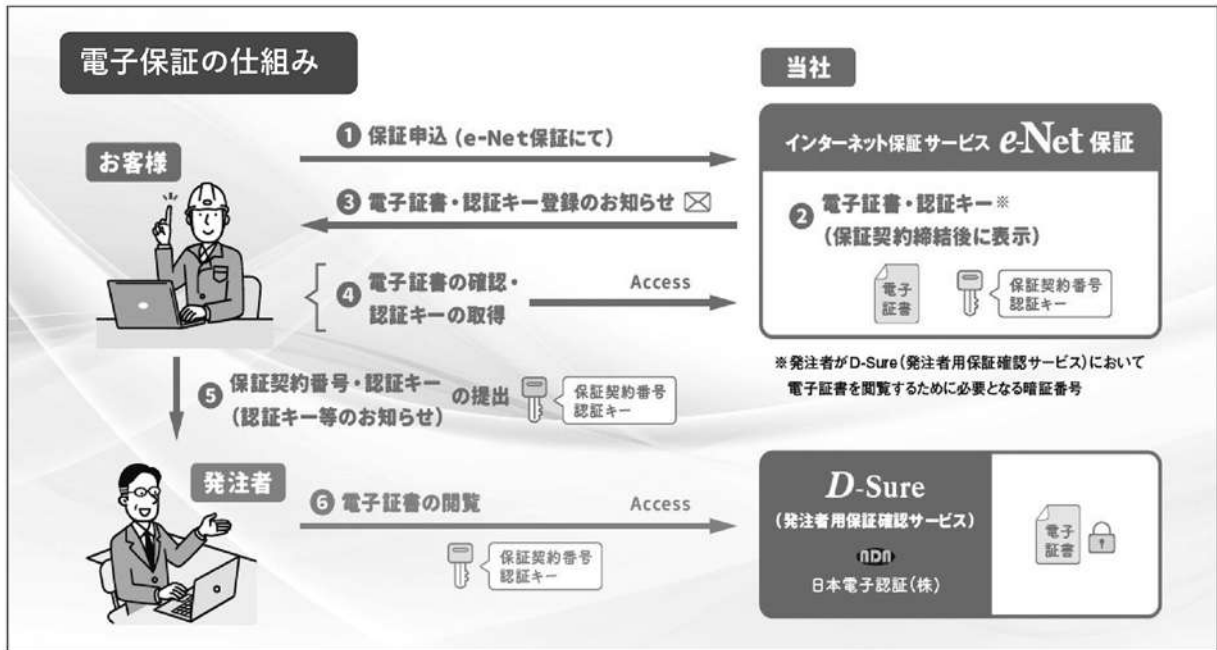 電子保証の仕組み
当社
お客様
❶ 保証申込 (e-Net保証にて)
インターネット保証サービス e-Net 保証
❷ 電子証書・認証キー※
(保証契約締結後に表示)
電子
証書
保証契約番号
認証キー
❸ 電子証書・認証キー登録のお知らせ
❹ 電子証書の確認・
認証キーの取得
Access
※発注者がD-Sure(発注者用保証確認サービス)において
電子証書を閲覧するために必要となる暗証番号
❺ 保証契約番号・認証キー の提出
(認証キー等のお知らせ)
保証契約番号
認証キー
発注者
❻ 電子証書の閲覧
Access
保証契約番号
認証キー
D-Sure
(発注者用保証確認サービス)
NDN
日本電子認証(株)
電子
証書